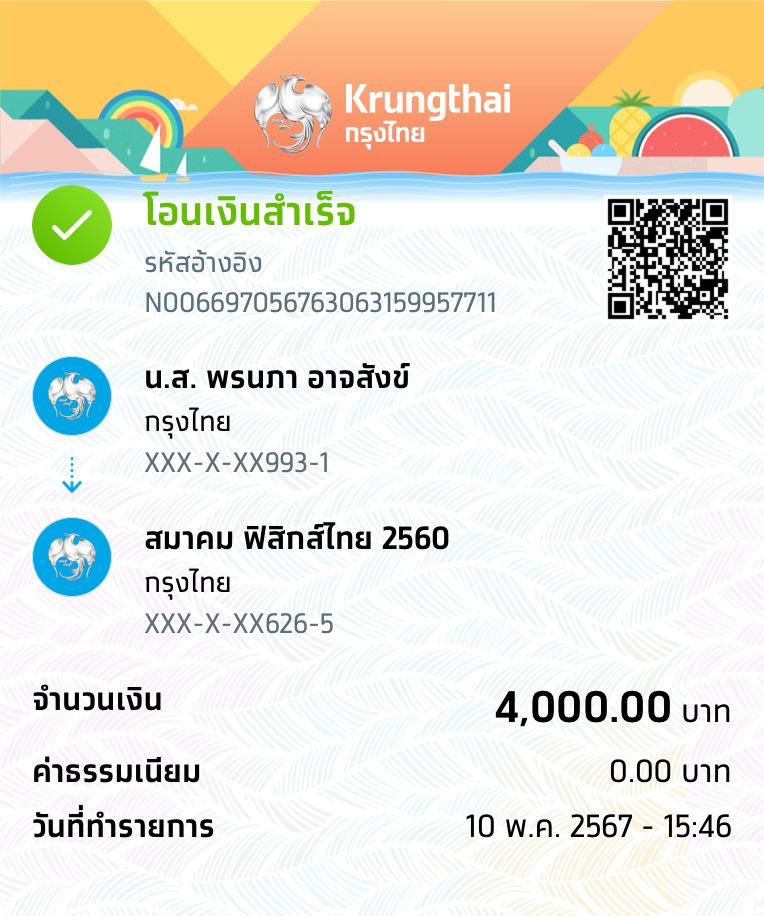 Krungthai
กรุงไทย
โอนเงินสำเร็จ
รหัสอ้างอิง
N00669705676306315995​7711
น.ส. พรนภา อาจสังข์
กรุงไทย
XXX-X-XX993-1
สมาคม ฟิสิกส์ไทย 2560
กรุงไทย
XXX-X-XX626-5
จำนวนเงิน 4,000.00 บาท
ค่าธรรมเนียม 0.00 บาท
วันที่ทำรายการ 10 พ.ค. 2567 - 15:46